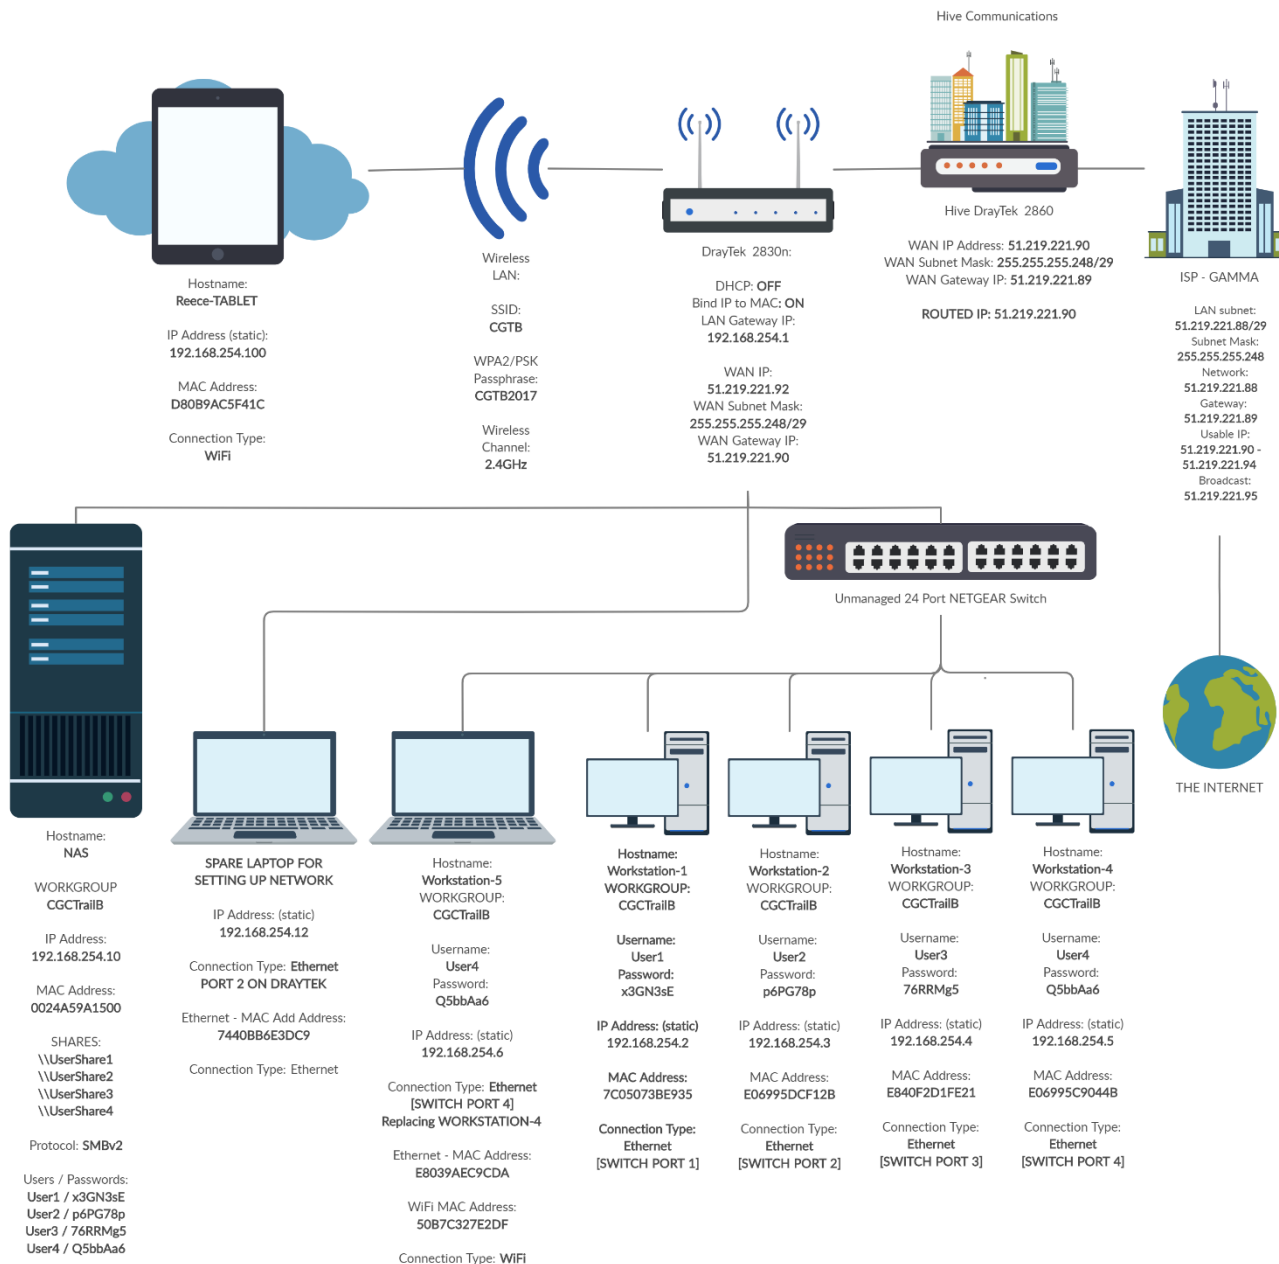 Hive Communications
Hostname:
Reece-TABLET
IP Address (static):
192.168.254.100
MAC Address:
D80B9AC5F41C
Connection Type:
WiFi
Wireless
LAN:
SSID:
CGTB
WPA2/PSK
Passphrase:
CGTB2017
Wireless
Channel:
2.4GHz
DrayTek 2830n:
DHCP: OFF
Bind IP to MAC: ON
LAN Gateway IP:
192.168.254.1
WAN IP:
51.219.221.92
WAN Subnet Mask:
255.255.255.248/29
WAN Gateway IP:
51.219.221.90
Hive DrayTek 2860
WAN IP Address: 51.219.221.90
WAN Subnet Mask: 255.255.255.248/29
WAN Gateway IP: 51.219.221.89
ROUTED IP: 51.219.221.90
ISP - GAMMA
LAN subnet:
51.219.221.88/29
Subnet Mask:
255.255.255.248
Network:
51.219.221.88
Gateway:
51.219.221.89
Usable IP:
51.219.221.90 -
51.219.221.94
Broadcast:
51.219.221.95
Unmanaged 24 Port NETGEAR Switch
THE INTERNET
Hostname:
NAS
WORKGROUP
CGCTrailB
IP Address:
192.168.254.10
MAC Address:
0024A59A1500
SHARES:
\\UserShare1
\\UserShare2
\\UserShare3
\\UserShare4
Protocol: SMBv2
Users / Passwords:
User1 / x3GN3sE
User2 / p6PG78p
User3 / 76RRMg5
User4 / Q5bbAa6
SPARE LAPTOP FOR
SETTING UP NETWORK
IP Address: (static)
192.168.254.12
Connection Type: Ethernet
PORT 2 ON DRAYTEK
Ethernet - MAC Add Address:
7440BB6E3DC9
Connection Type: Ethernet
Hostname:
Workstation-5
WORKGROUP:
CGCTrailB
Username:
User4
Password:
Q5bbAa6
IP Address: (static)
192.168.254.6
Connection Type: Ethernet
[SWITCH PORT 4]
Replacing WORKSTATION-4
Ethernet - MAC Address:
E8039AEC9CDA
WiFi MAC Address:
50B7C327E2DF
Connection Type: WiFi
Hostname:
Workstation-1
WORKGROUP:
CGCTrailB
Username:
User1
Password:
x3GN3sE
IP Address: (static)
192.168.254.2
MAC Address:
7C05073BE935
Connection Type:
Ethernet
[SWITCH PORT 1]
Hostname:
Workstation-2
WORKGROUP:
CGCTrailB
Username:
User2
Password:
p6PG78p
IP Address: (static)
192.168.254.3
MAC Address:
E06995DCF12B
Connection Type:
Ethernet
[SWITCH PORT 2]
Hostname:
Workstation-3
WORKGROUP:
CGCTrailB
Username:
User3
Password:
76RRMg5
IP Address: (static)
192.168.254.4
MAC Address:
E840F2D1FE21
Connection Type:
Ethernet
[SWITCH PORT 3]
Hostname:
Workstation-4
WORKGROUP:
CGCTrailB
Username:
User4
Password:
Q5bbAa6
IP Address: (static)
192.168.254.5
MAC Address:
E06995C9044B
Connection Type:
Ethernet
[SWITCH PORT 4]